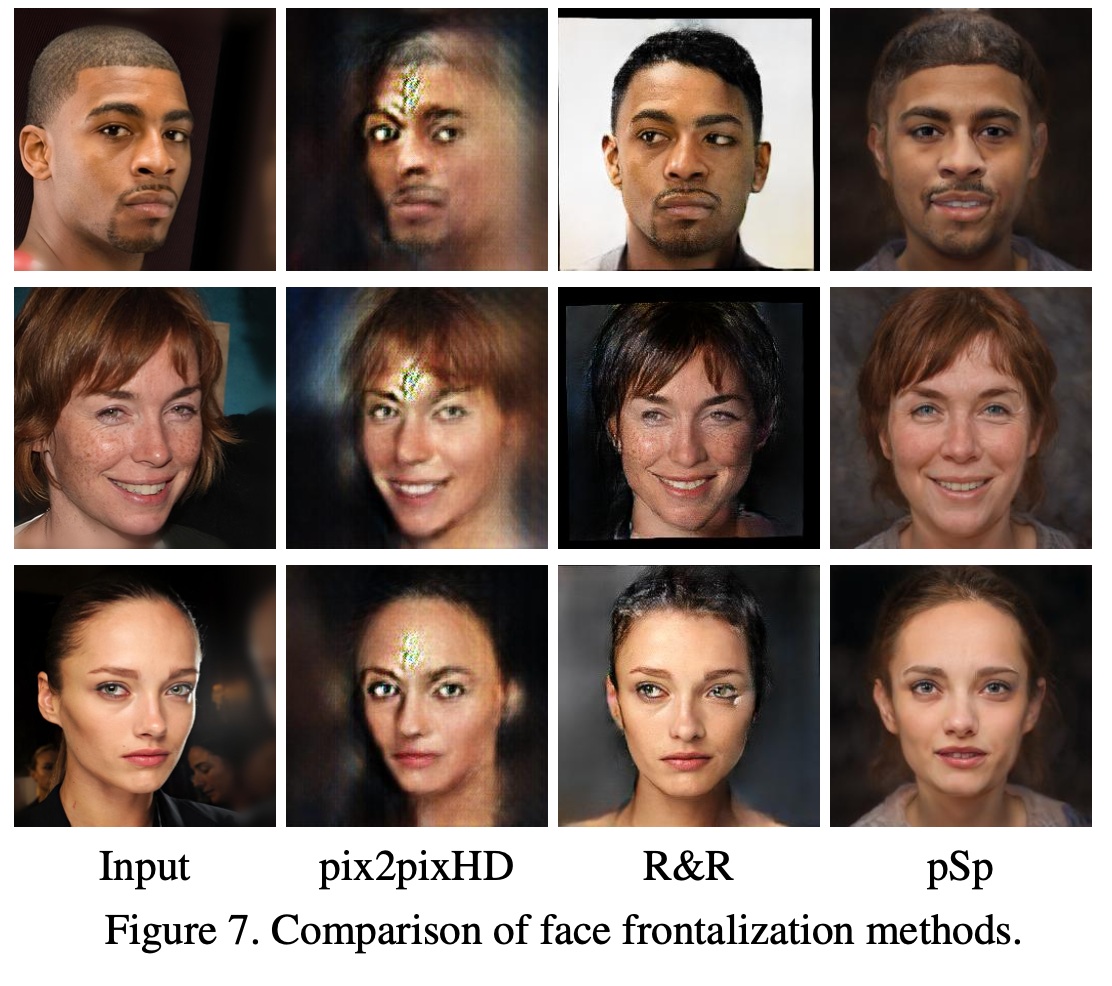 Input pix2pixHD R&R pSp
Figure 7. Comparison of face frontalization methods.